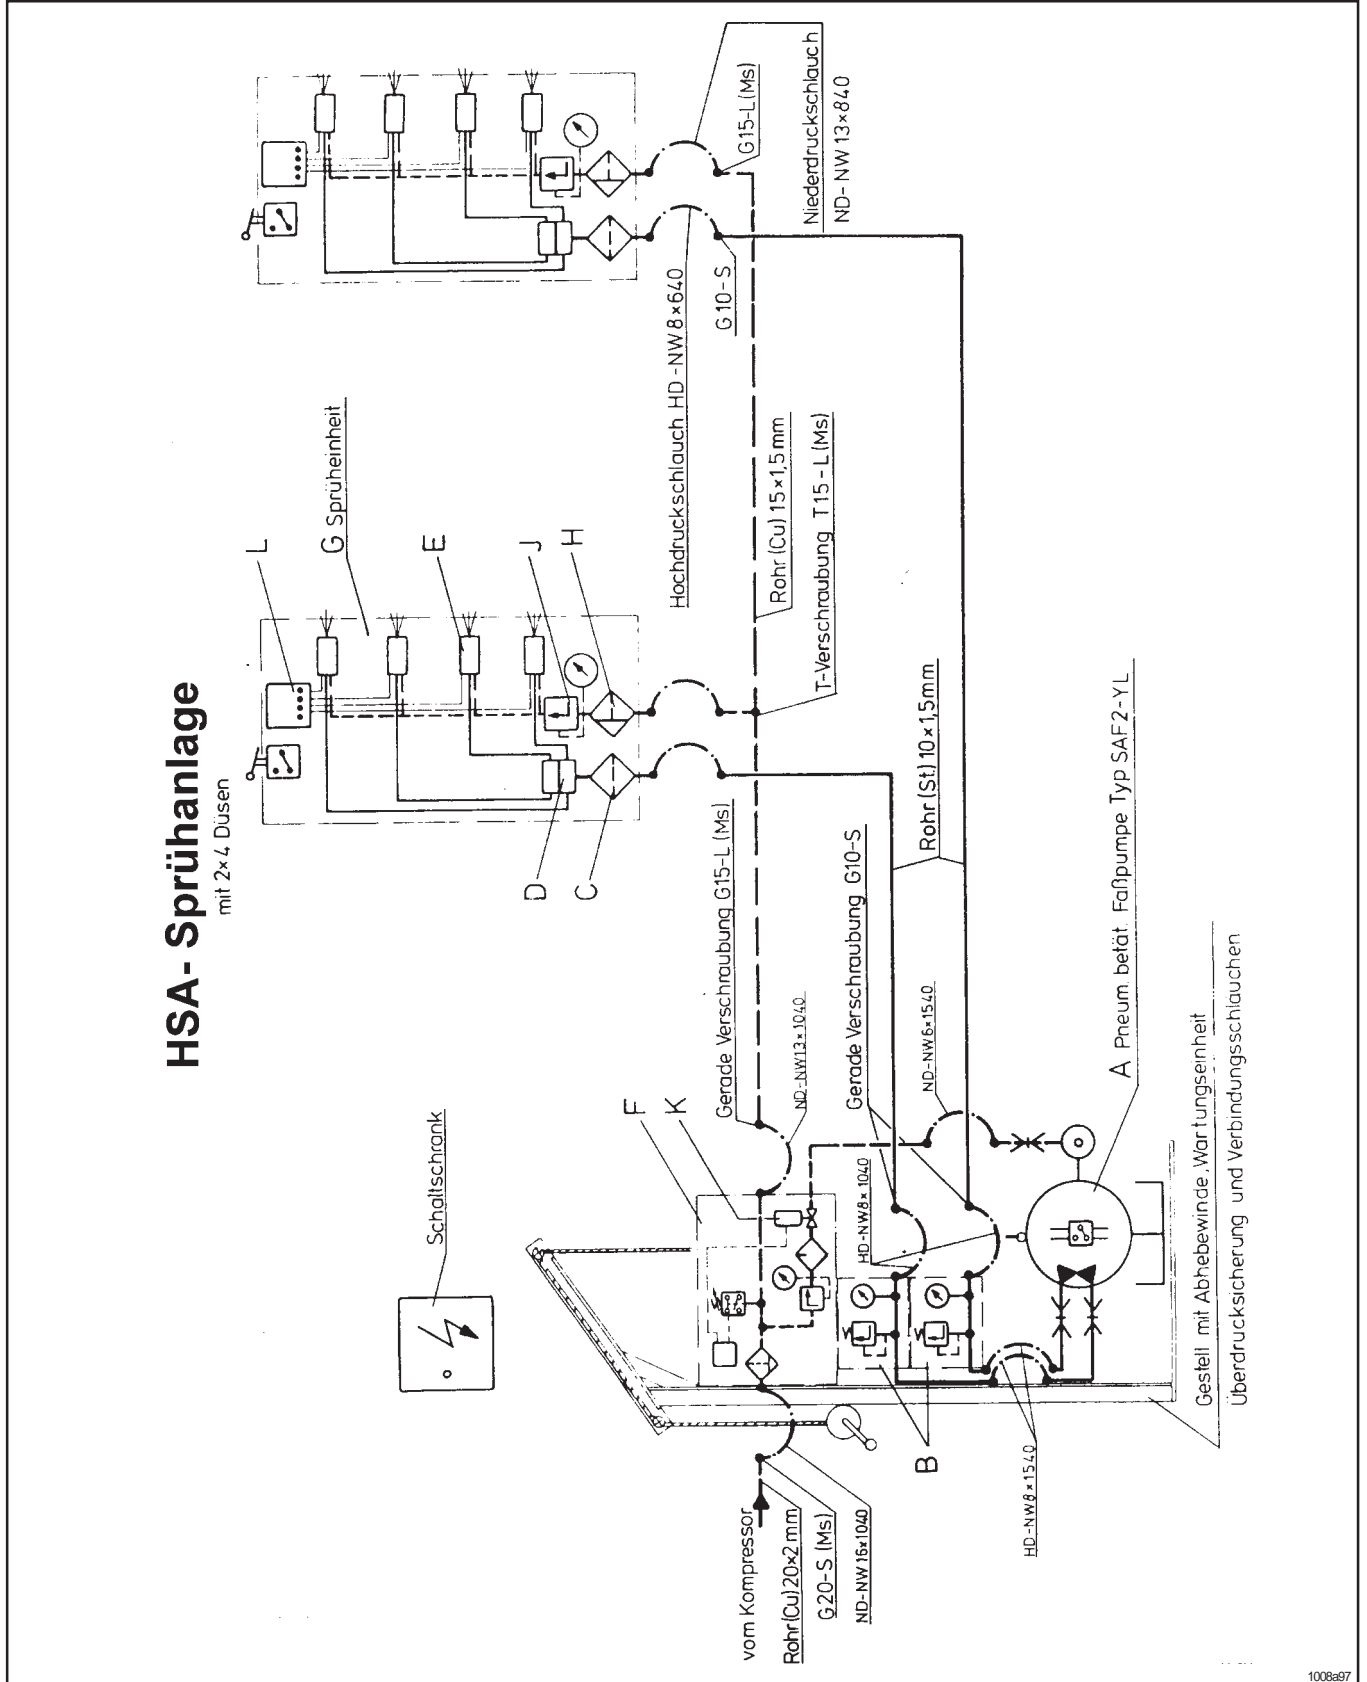 HSA- Sprühanlage
mit 2×4 Düsen
Schaltschrank
L
G Sprüheinheit
E
J
H
D
C
F
K
Hochdruckschlauch HD-NW8×640
G10-S
G15-L(Ms)
Niederdruckschlauch
ND-NW13×840
Rohr (Cu) 15×1,5 mm
T-Verschraubung T15-L(Ms)
Gerade Verschraubung G15-L (Ms)
ND-NW13×1040
Gerade Verschraubung G10-S
Rohr (St.) 10×1,5mm
ND-NW6×1540
HD-NW8×1040
A Pneum. betät. Faßpumpe Typ SAF2-YL
vom Kompressor
Rohr(Cu)20×2mm
G20-S (Ms)
ND-NW16×1040
B
HD-NW8×1540
Gestell mit Abhebewinde, Wartungseinheit
Überdrucksicherung und Verbindungsschlauchen
1008a97